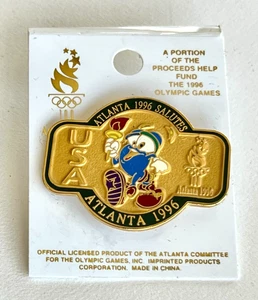 A PORTION
OF THE
PROCEEDS HELP
FUND
THE 1996
OLYMPIC GAMES
ATLANTA 1996 SALUTES
USA
Atlanta 1996
ATLANTA 1996
OFFICIAL LICENSED PRODUCT OF THE ATLANTA COMMITTEE
FOR THE OLYMPIC GAMES, INC. IMPRINTED PRODUCTS
CORPORATION. MADE IN CHINA.